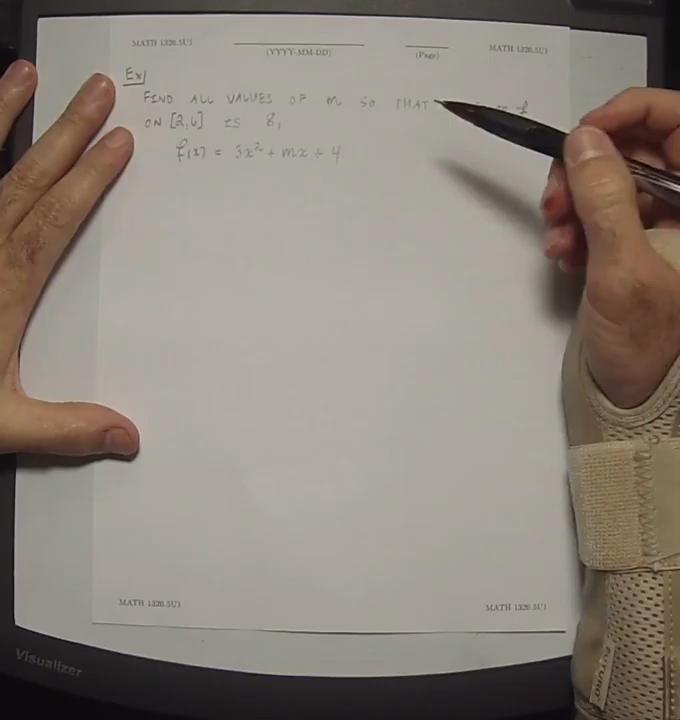 MATH 1326.SU1
(YYYY-MM-DD)
(Page)
MATH 1326.SU1
Ex)
FIND ALL VALUES OF m SO THAT f
ON [2,6] IS 8,
f(x) = 3x² + mx + 4.
MATH 1326.SU1
MATH 1326.SU1
Visualizer
FUTURO